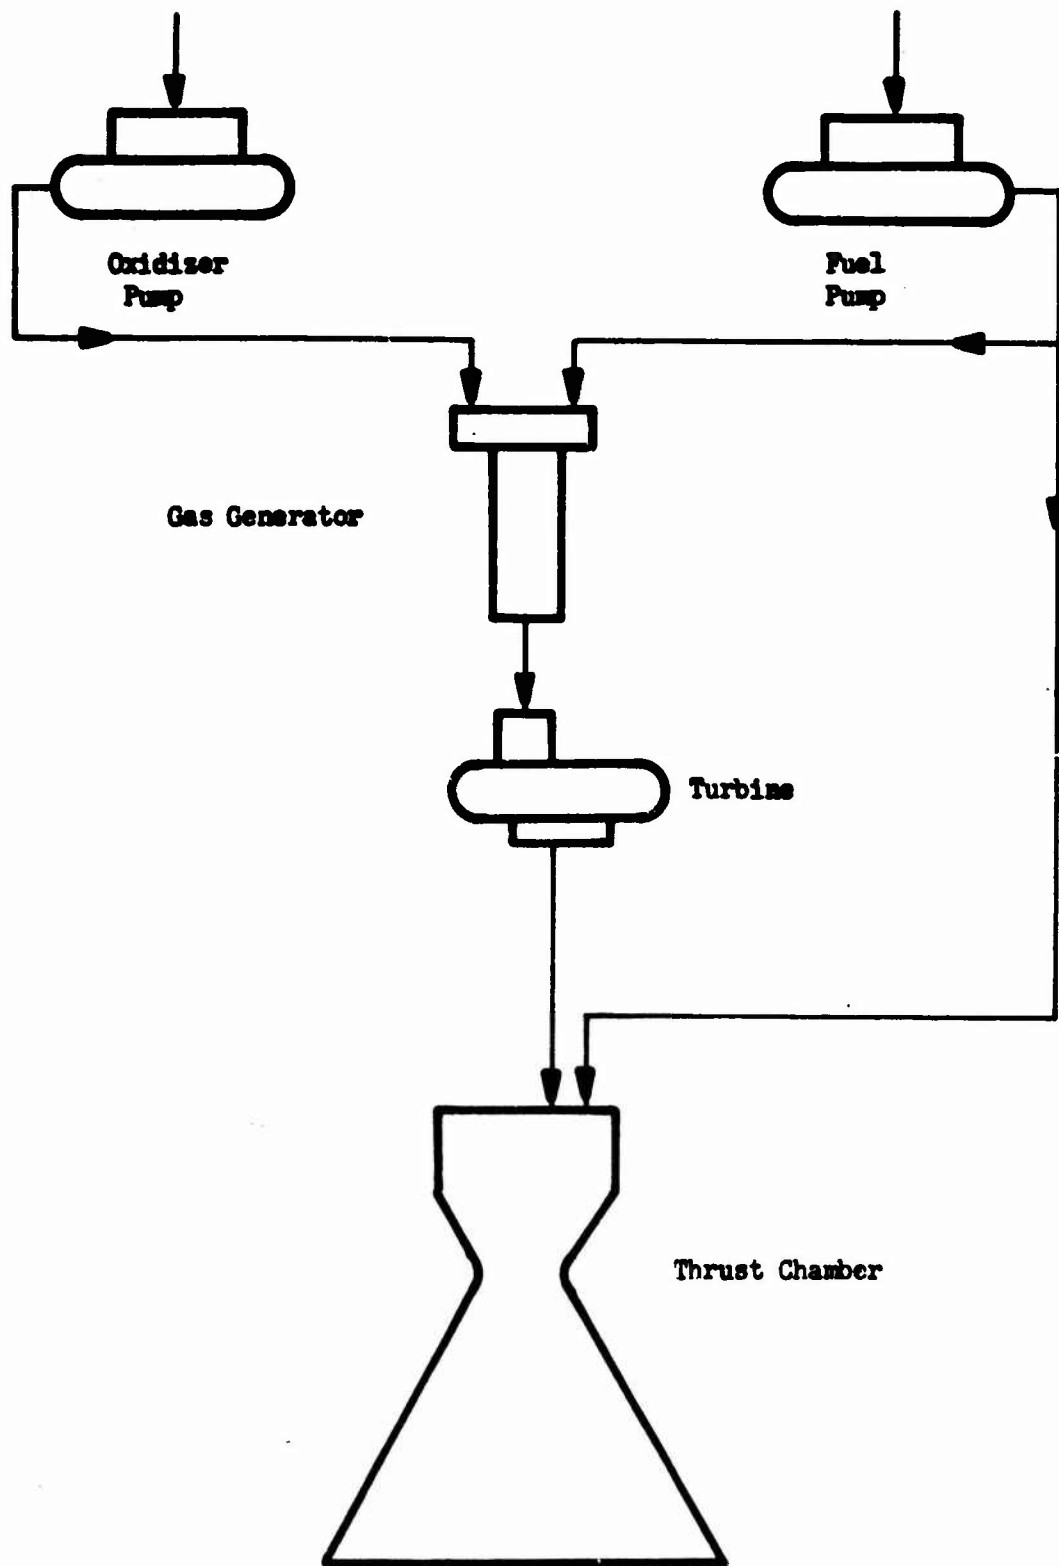 Oxidizer
Pump
Fuel
Pump
Gas Generator
Turbine
Thrust Chamber